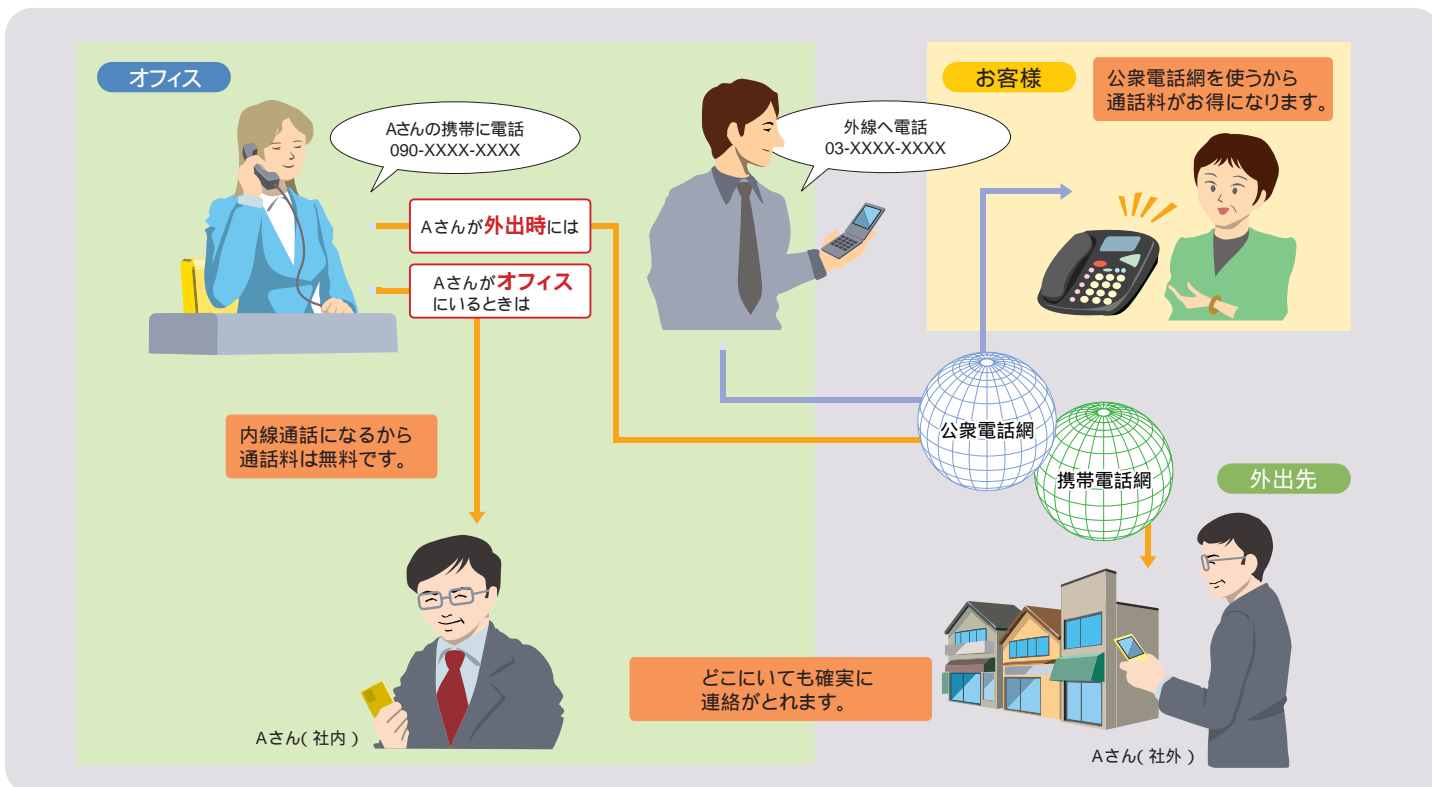 オフィス
Aさんの携帯に電話
090-XXXX-XXXX
外線へ電話
03-XXXX-XXXX
お客様
公衆電話網を使うから
通話料がお得になります。
Aさんが外出時には
Aさんがオフィス
にいるときは
内線通話になるから
通話料は無料です。
公衆電話網
携帯電話網
外出先
どこにいても確実に
連絡がとれます。
Aさん(社内)
Aさん(社外)